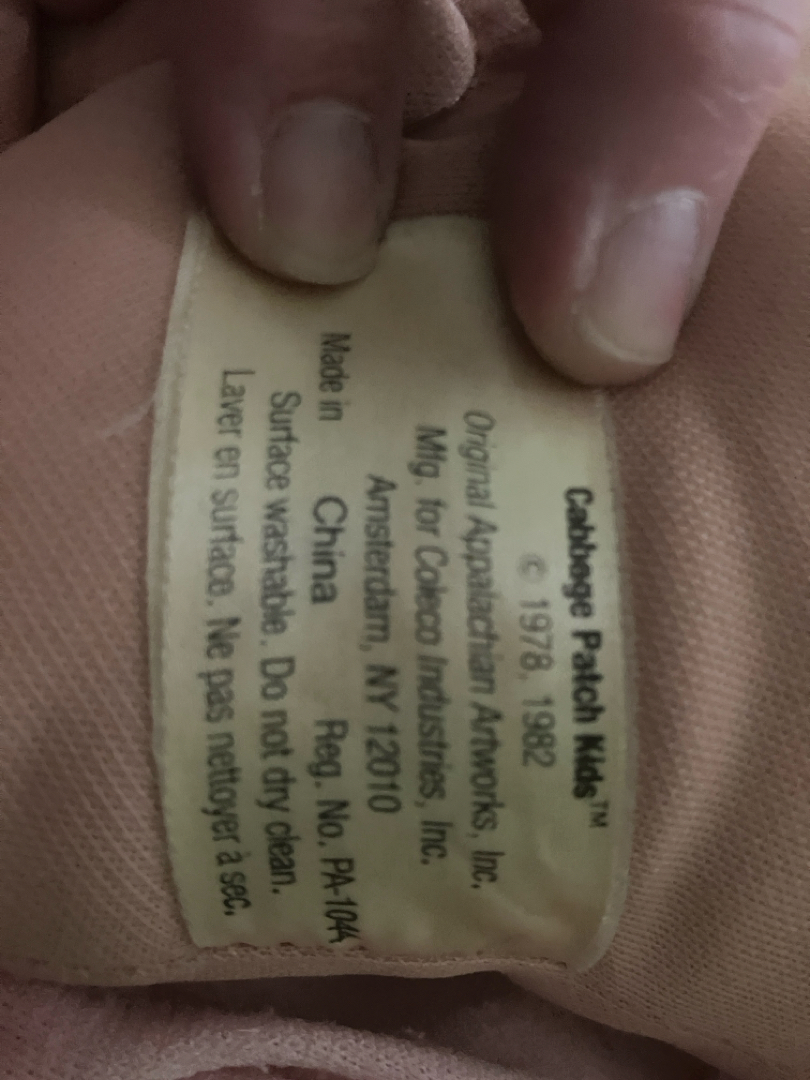 Cabbage Patch Kids™
© 1978, 1982
Original Appalachian Artworks, Inc.
Mfg. for Coleco Industries, Inc.
Amsterdam, NY 12010
Made in China Reg. No. PA-1044
Surface washable. Do not dry clean.
Laver en surface. Ne pas nettoyer à sec.